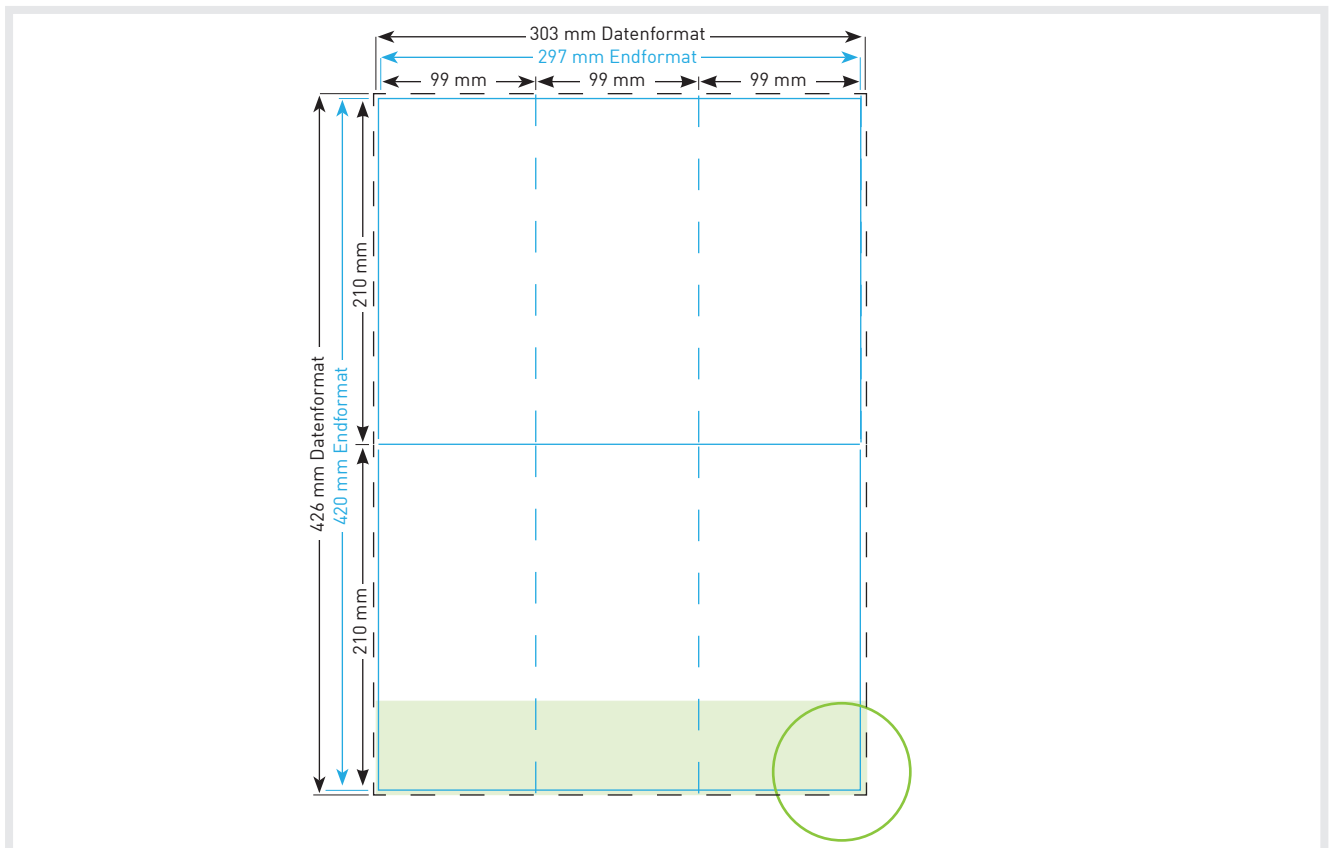 303 mm Datenformat
297 mm Endformat
99 mm
99 mm
99 mm
426 mm Datenformat
420 mm Endformat
210 mm
210 mm